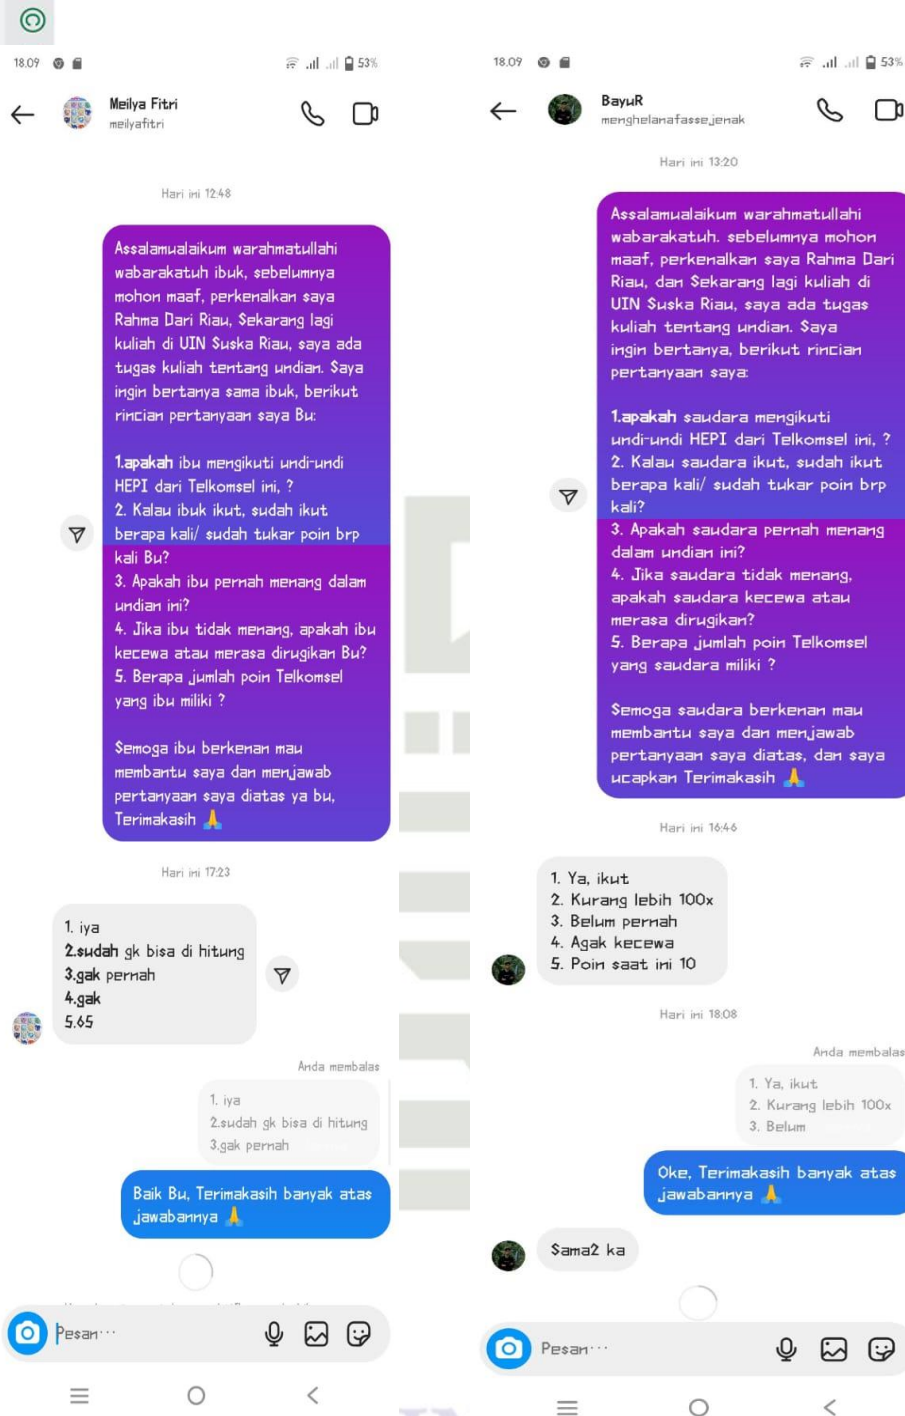 18.09
53%
Meilya Fitri
meilyafitri
Hari ini 12:48
Assalamualaikum warahmatullahi
wabarakatuh ibuk, sebelumnya
mohon maaf, perkenalkan saya
Rahma Dari Riau, Sekarang lagi
kuliah di UIN Suska Riau, saya ada
tugas kuliah tentang undian. Saya
ingin bertanya sama ibuk, berikut
rincian pertanyaan saya Bu:
1.apakah ibu mengikuti undi-undi
HEPI dari Telkomsel ini, ?
2. Kalau ibuk ikut, sudah ikut
berapa kali/ sudah tukar poin brp
kali Bu?
3. Apakah ibu pernah menang dalam
undian ini?
4. Jika ibu tidak menang, apakah ibu
kecewa atau merasa dirugikan Bu?
5. Berapa jumlah poin Telkomsel
yang ibu miliki ?
Semoga ibu berkenan mau
membantu saya dan menjawab
pertanyaan saya diatas ya bu,
Terimakasih 🙏
Hari ini 17:23
1. iya
2.sudah gk bisa di hitung
3.gak pernah
4.gak
5.65
Anda membalas
1. iya
2.sudah gk bisa di hitung
3.gak pernah
Baik Bu, Terimakasih banyak atas
jawabannya 🙏
Pesan...
18.09
53%
BayuR
menghelanafassejenak
Hari ini 13:20
Assalamualaikum warahmatullahi
wabarakatuh. sebelumnya mohon
maaf, perkenalkan saya Rahma Dari
Riau, dan Sekarang lagi kuliah di
UIN Suska Riau, saya ada tugas
kuliah tentang undian. Saya
ingin bertanya, berikut rincian
pertanyaan saya:
1.apakah saudara mengikuti
undi-undi HEPI dari Telkomsel ini, ?
2. Kalau saudara ikut, sudah ikut
berapa kali/ sudah tukar poin brp
kali?
3. Apakah saudara pernah menang
dalam undian ini?
4. Jika saudara tidak menang,
apakah saudara kecewa atau
merasa dirugikan?
5. Berapa jumlah poin Telkomsel
yang saudara miliki ?
Semoga saudara berkenan mau
membantu saya dan menjawab
pertanyaan saya diatas, dan saya
ucapkan Terimakasih 🙏
Hari ini 16:46
1. Ya, ikut
2. Kurang lebih 100x
3. Belum pernah
4. Agak kecewa
5. Poin saat ini 10
Hari ini 18:08
Anda membalas
1. Ya, ikut
2. Kurang lebih 100x
3. Belum
Oke, Terimakasih banyak atas
jawabannya 🙏
Sama2 ka
Pesan...